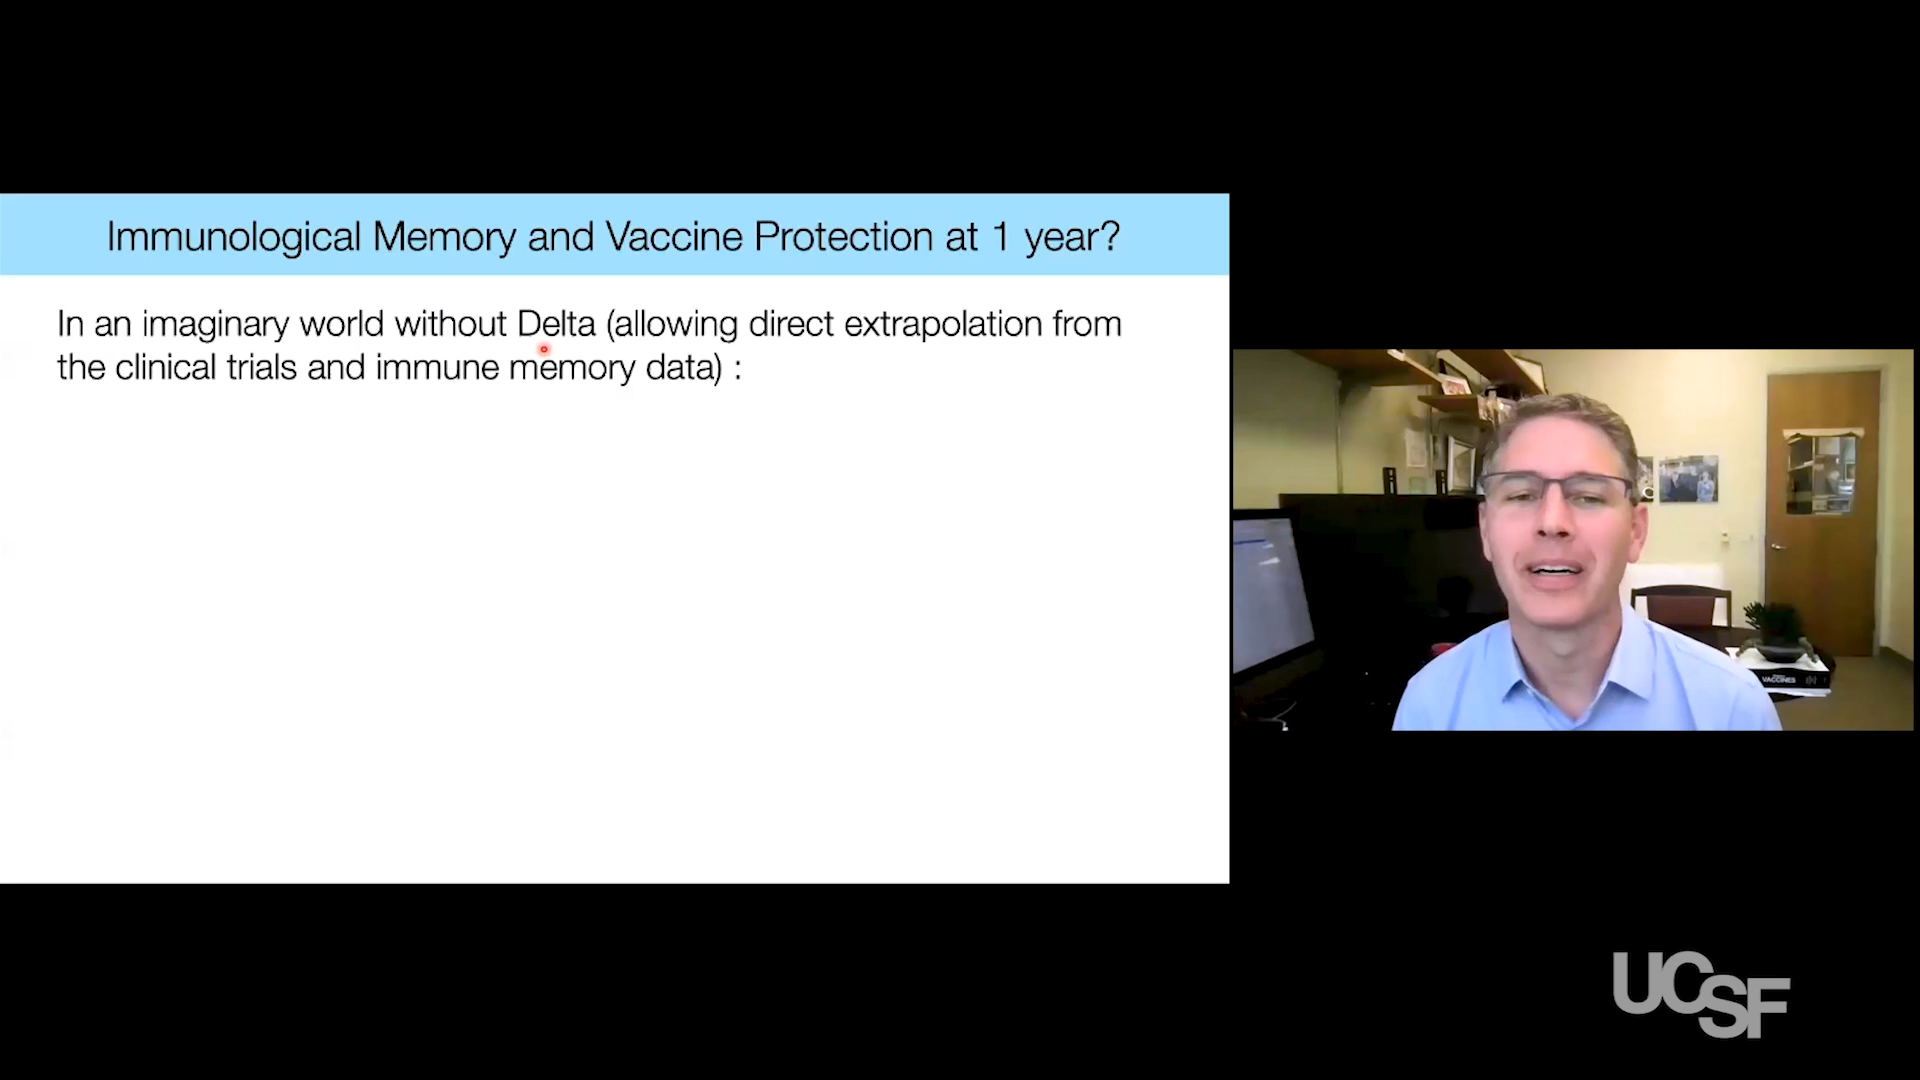 Immunological Memory and Vaccine Protection at 1 year?
In an imaginary world without Delta (allowing direct extrapolation from
the clinical trials and immune memory data) :
VACCINES
UCSF